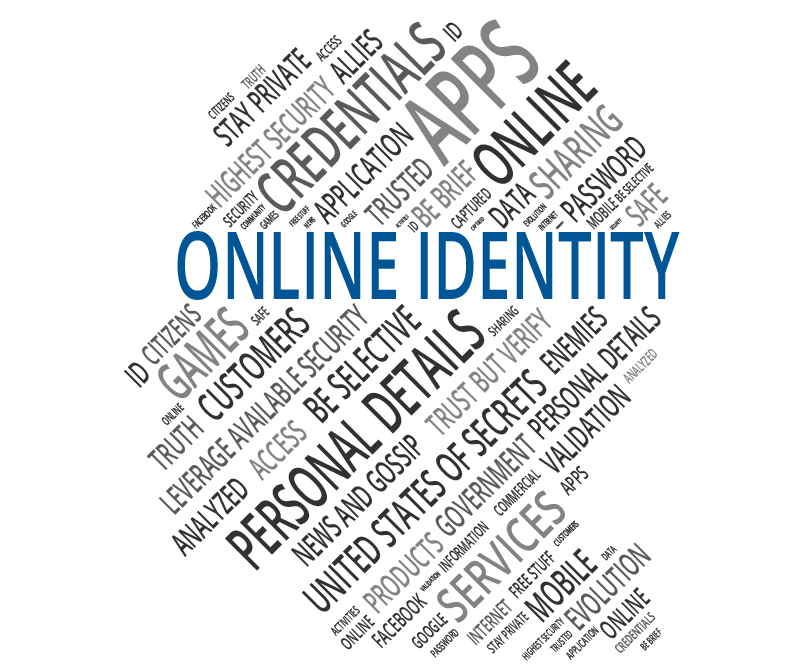 CITIZENS
TRUTH
STAY PRIVATE
ACCESS
ALLIES
HIGHEST SECURITY
CREDENTIALS
ID
APPS
FACEBOOK
SECURITY
COMMUNITY
GAMES
FREE STUFF
NEWS
APPLICATION
GOOGLE
TRUSTED
ACTIVITIES
ID
BE BRIEF
ONLINE
CAPTURED
CAPTURED
DATA
SHARING
EVOLUTION
INTERNET
PASSWORD
MOBILE
BE SELECTIVE
SECURITY
SAFE
ALLIES
ONLINE IDENTITY
ID
CITIZENS
GAMES
SAFE
ONLINE
CUSTOMERS
TRUTH
LEVERAGE AVAILABLE SECURITY
ANALYZED
ACCESS
BE SELECTIVE
PERSONAL DETAILS
SHARING
NEWS AND GOSSIP
TRUST BUT VERIFY
UNITED STATES OF SECRETS
ENEMIES
ACTIVITIES
ONLINE
PRODUCTS
GOVERNMENT
PERSONAL DETAILS
ANALYZED
FACEBOOK
VALIDATION
INFORMATION
COMMERCIAL
VALIDATION
GOOGLE
PASSWORD
SERVICES
APPS
INTERNET
FREE STUFF
CUSTOMERS
STAY PRIVATE
MOBILE
DATA
HIGHEST SECURITY
TRUSTED
EVOLUTION
APPLICATION
ONLINE
CREDENTIALS
BE BRIEF